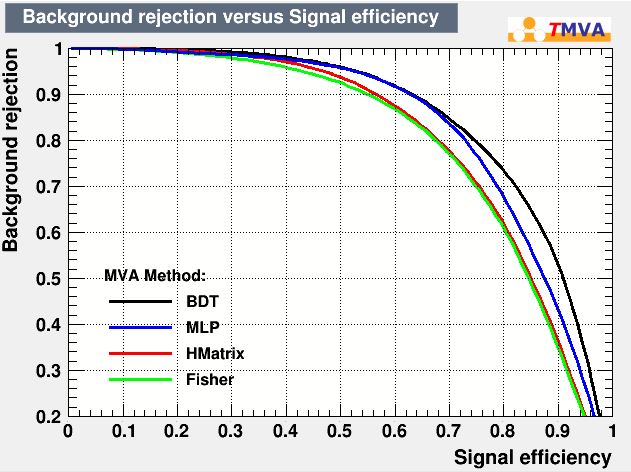 Background rejection versus Signal efficiency
TMVA
Background rejection
1
0.9
0.8
0.7
0.6
0.5
0.4
0.3
0.2
MVA Method:
BDT
MLP
HMatrix
Fisher
0 0.1 0.2 0.3 0.4 0.5 0.6 0.7 0.8 0.9 1
Signal efficiency